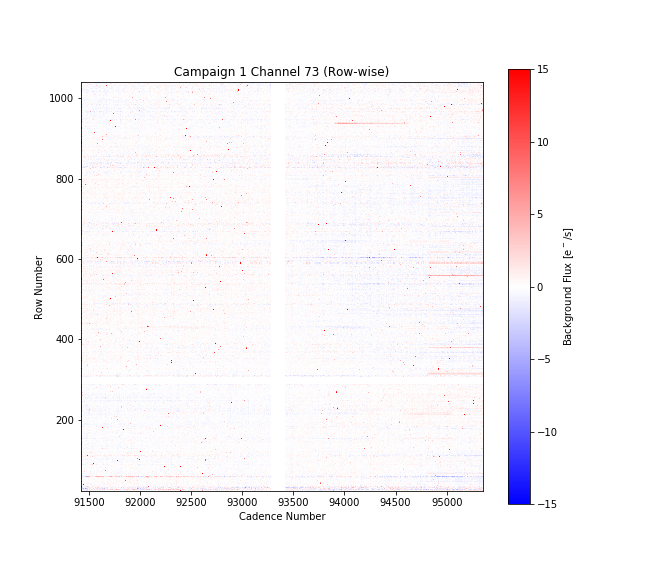 Campaign 1 Channel 73 (Row-wise)
1000
800
600
400
200
Row Number
91500 92000 92500 93000 93500 94000 94500 95000
Cadence Number
15
10
5
0
−5
−10
−15
Background Flux [e⁻/s]